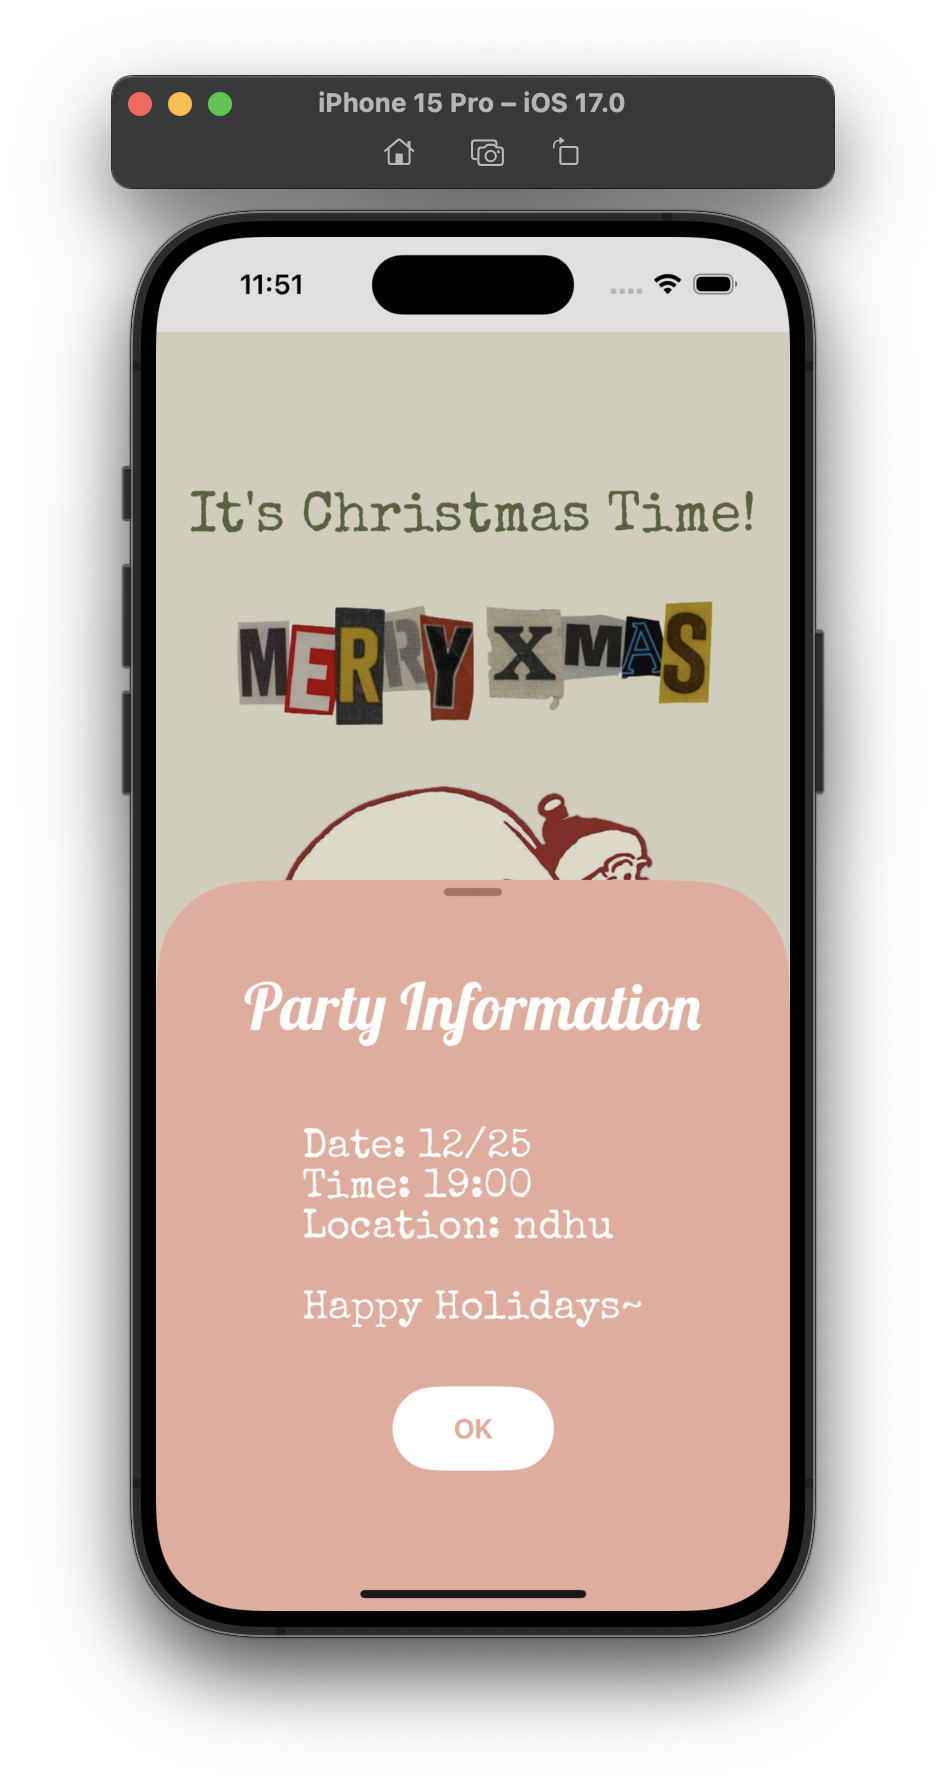 iPhone 15 Pro – iOS 17.0
11:51
It's Christmas Time!
MERRY XMAS
Party Information
Date: 12/25
Time: 19:00
Location: ndhu
Happy Holidays~
OK